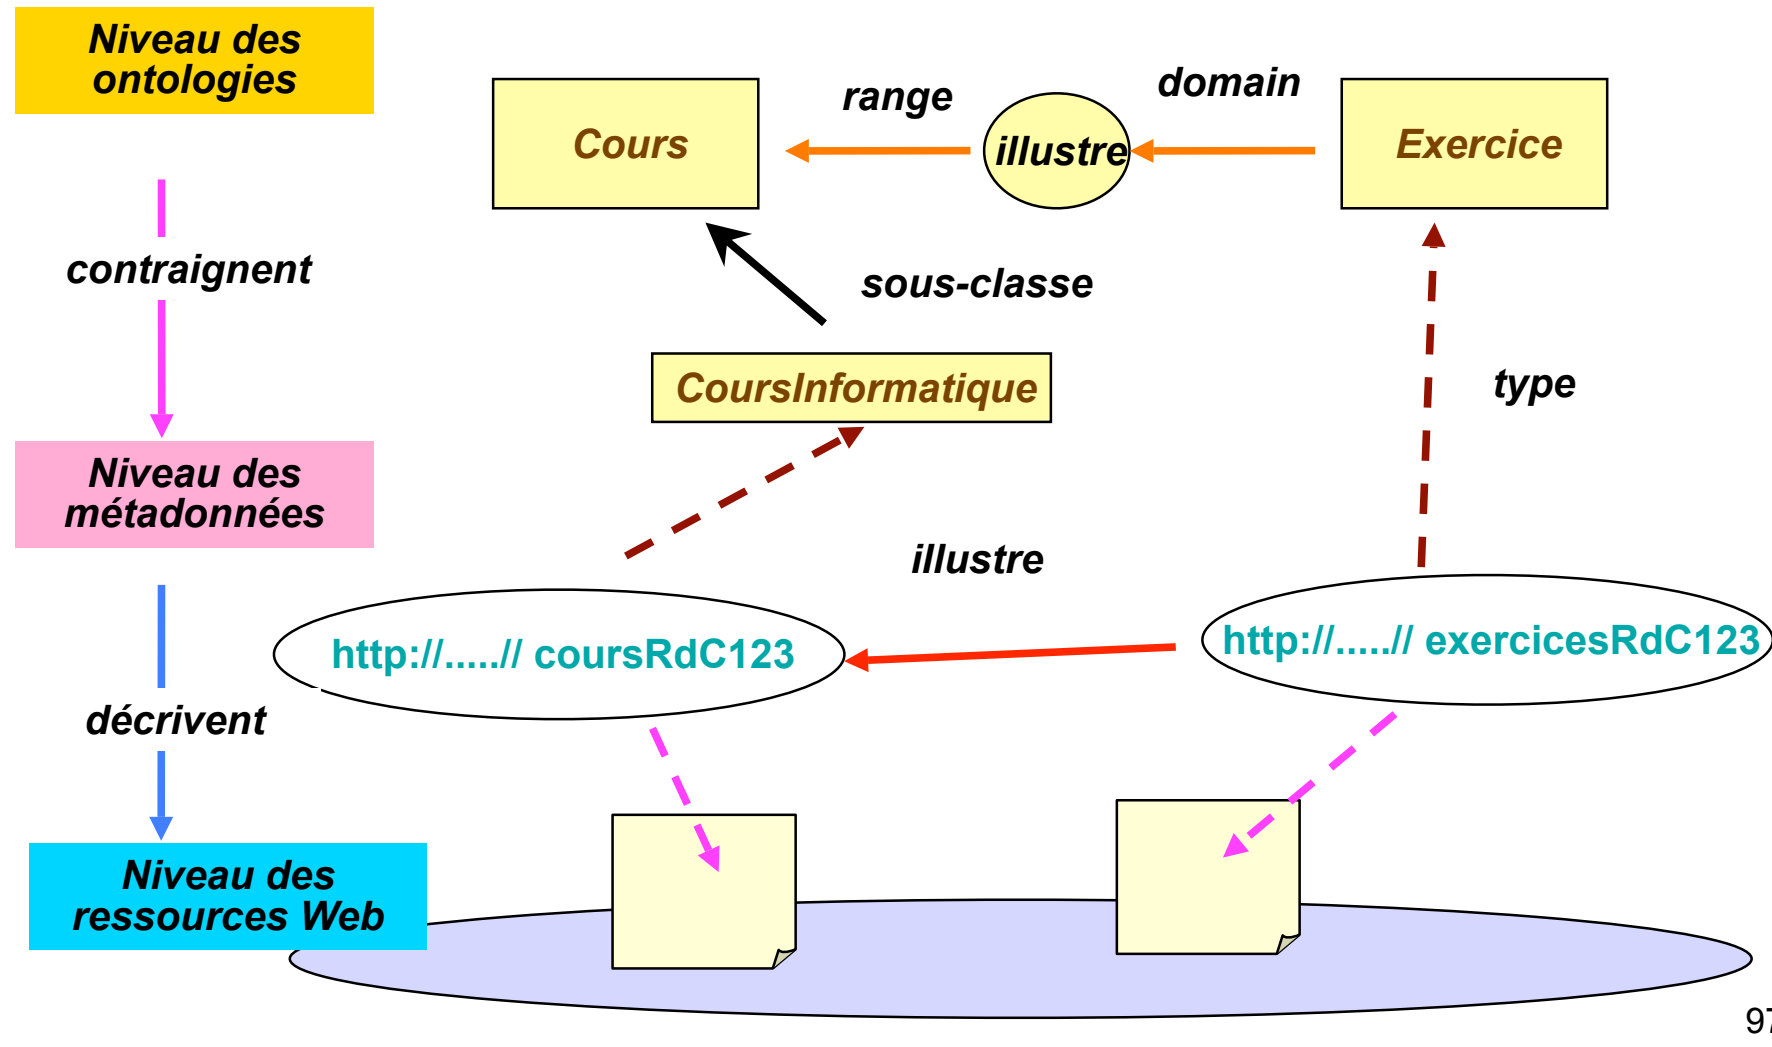 Niveau des
ontologies
range
domain
Cours
illustre
Exercice
contraignent
sous-classe
CoursInformatique
type
Niveau des
métadonnées
illustre
http://.....// coursRdC123
http://.....// exercicesRdC123
décrivent
Niveau des
ressources Web
97